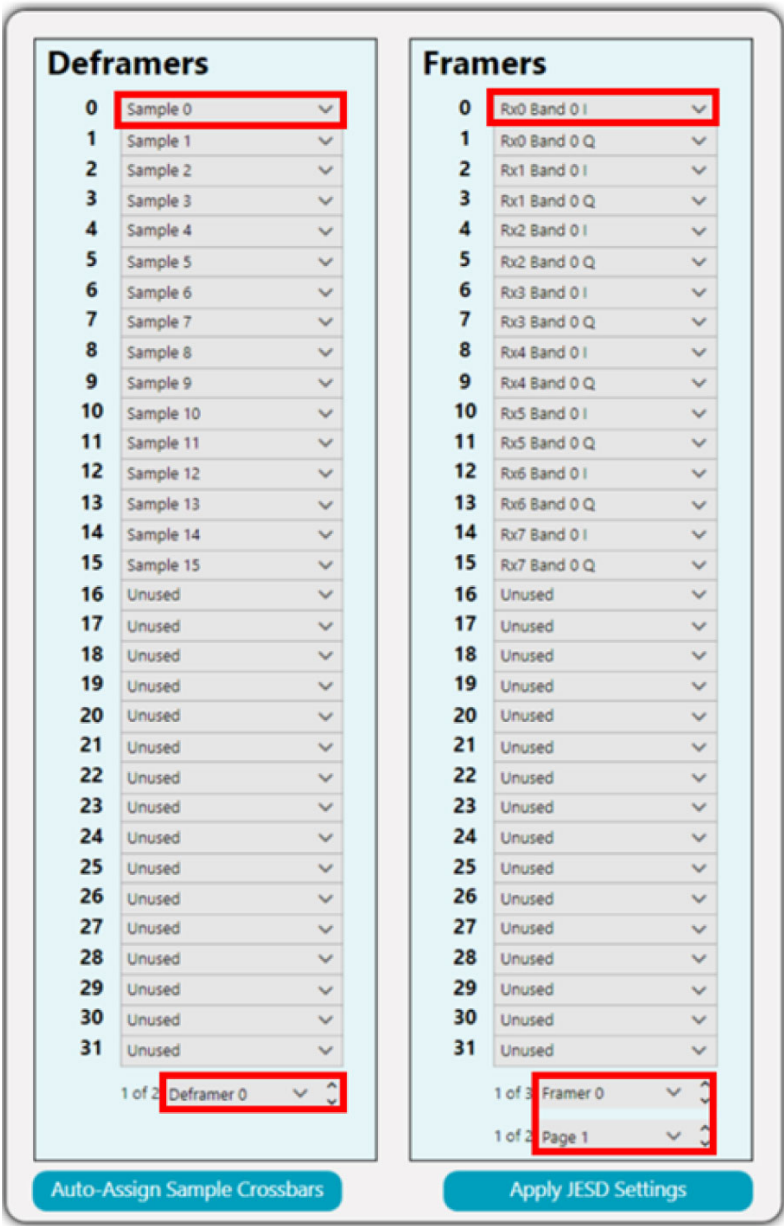 Deframers
0 Sample 0
1 Sample 1
2 Sample 2
3 Sample 3
4 Sample 4
5 Sample 5
6 Sample 6
7 Sample 7
8 Sample 8
9 Sample 9
10 Sample 10
11 Sample 11
12 Sample 12
13 Sample 13
14 Sample 14
15 Sample 15
16 Unused
17 Unused
18 Unused
19 Unused
20 Unused
21 Unused
22 Unused
23 Unused
24 Unused
25 Unused
26 Unused
27 Unused
28 Unused
29 Unused
30 Unused
31 Unused
1 of 2 Deframer 0
Auto-Assign Sample Crossbars
Framers
0 Rx0 Band 0 I
1 Rx0 Band 0 Q
2 Rx1 Band 0 I
3 Rx1 Band 0 Q
4 Rx2 Band 0 I
5 Rx2 Band 0 Q
6 Rx3 Band 0 I
7 Rx3 Band 0 Q
8 Rx4 Band 0 I
9 Rx4 Band 0 Q
10 Rx5 Band 0 I
11 Rx5 Band 0 Q
12 Rx6 Band 0 I
13 Rx6 Band 0 Q
14 Rx7 Band 0 I
15 Rx7 Band 0 Q
16 Unused
17 Unused
18 Unused
19 Unused
20 Unused
21 Unused
22 Unused
23 Unused
24 Unused
25 Unused
26 Unused
27 Unused
28 Unused
29 Unused
30 Unused
31 Unused
1 of 3 Framer 0
1 of 2 Page 1
Apply JESD Settings